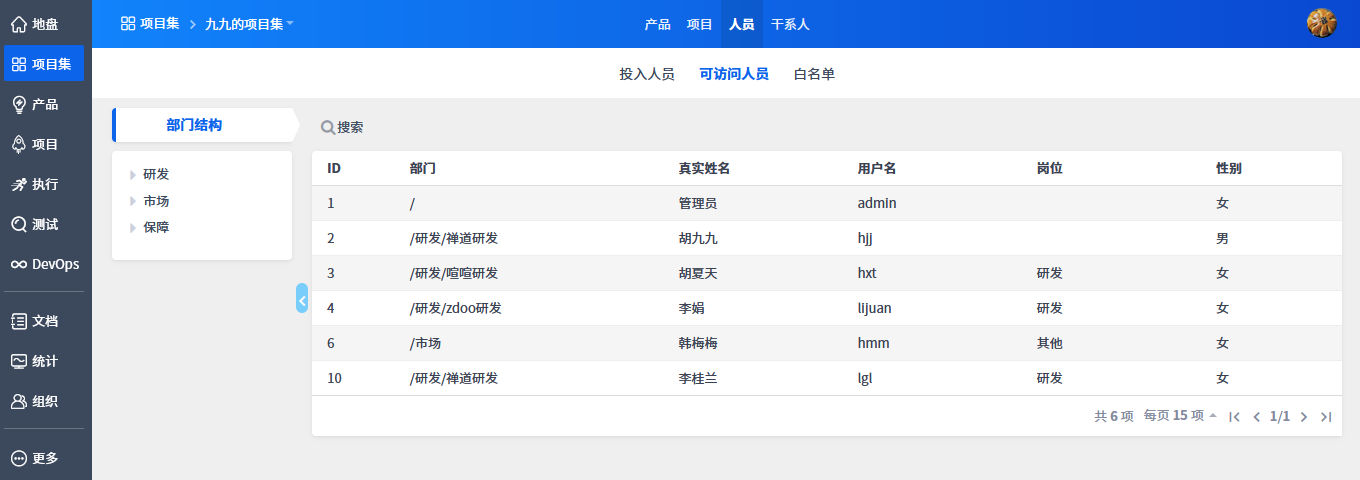 地盘
项目集
产品
项目
执行
测试
DevOps
文档
统计
组织
更多
项目集 九九的项目集
产品 项目 人员 干系人
投入人员 可访问人员 白名单
部门结构
研发
市场
保障
搜索
ID 部门 真实姓名 用户名 岗位 性别
1 / 管理员 admin 女
2 /研发/禅道研发 胡九九 hjj 男
3 /研发/喧喧研发 胡夏天 hxt 研发 女
4 /研发/zdoo研发 李娟 lijuan 研发 女
6 /市场 韩梅梅 hmm 其他 女
10 /研发/禅道研发 李桂兰 lgl 研发 女
共 6 项 每页 15 项 1/1